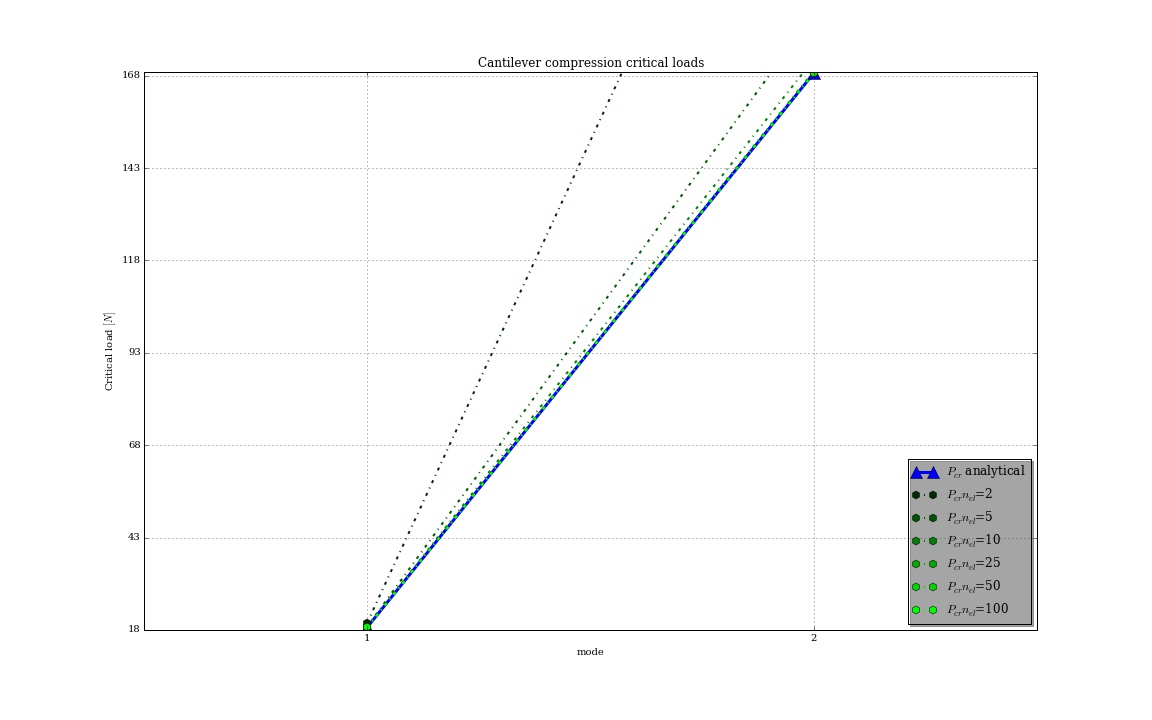 Cantilever compression critical loads
168
143
118
93
68
43
18
Critical load [N]
1
2
mode
P_cr analytical
P_cr n_el=2
P_cr n_el=5
P_cr n_el=10
P_cr n_el=25
P_cr n_el=50
P_cr n_el=100